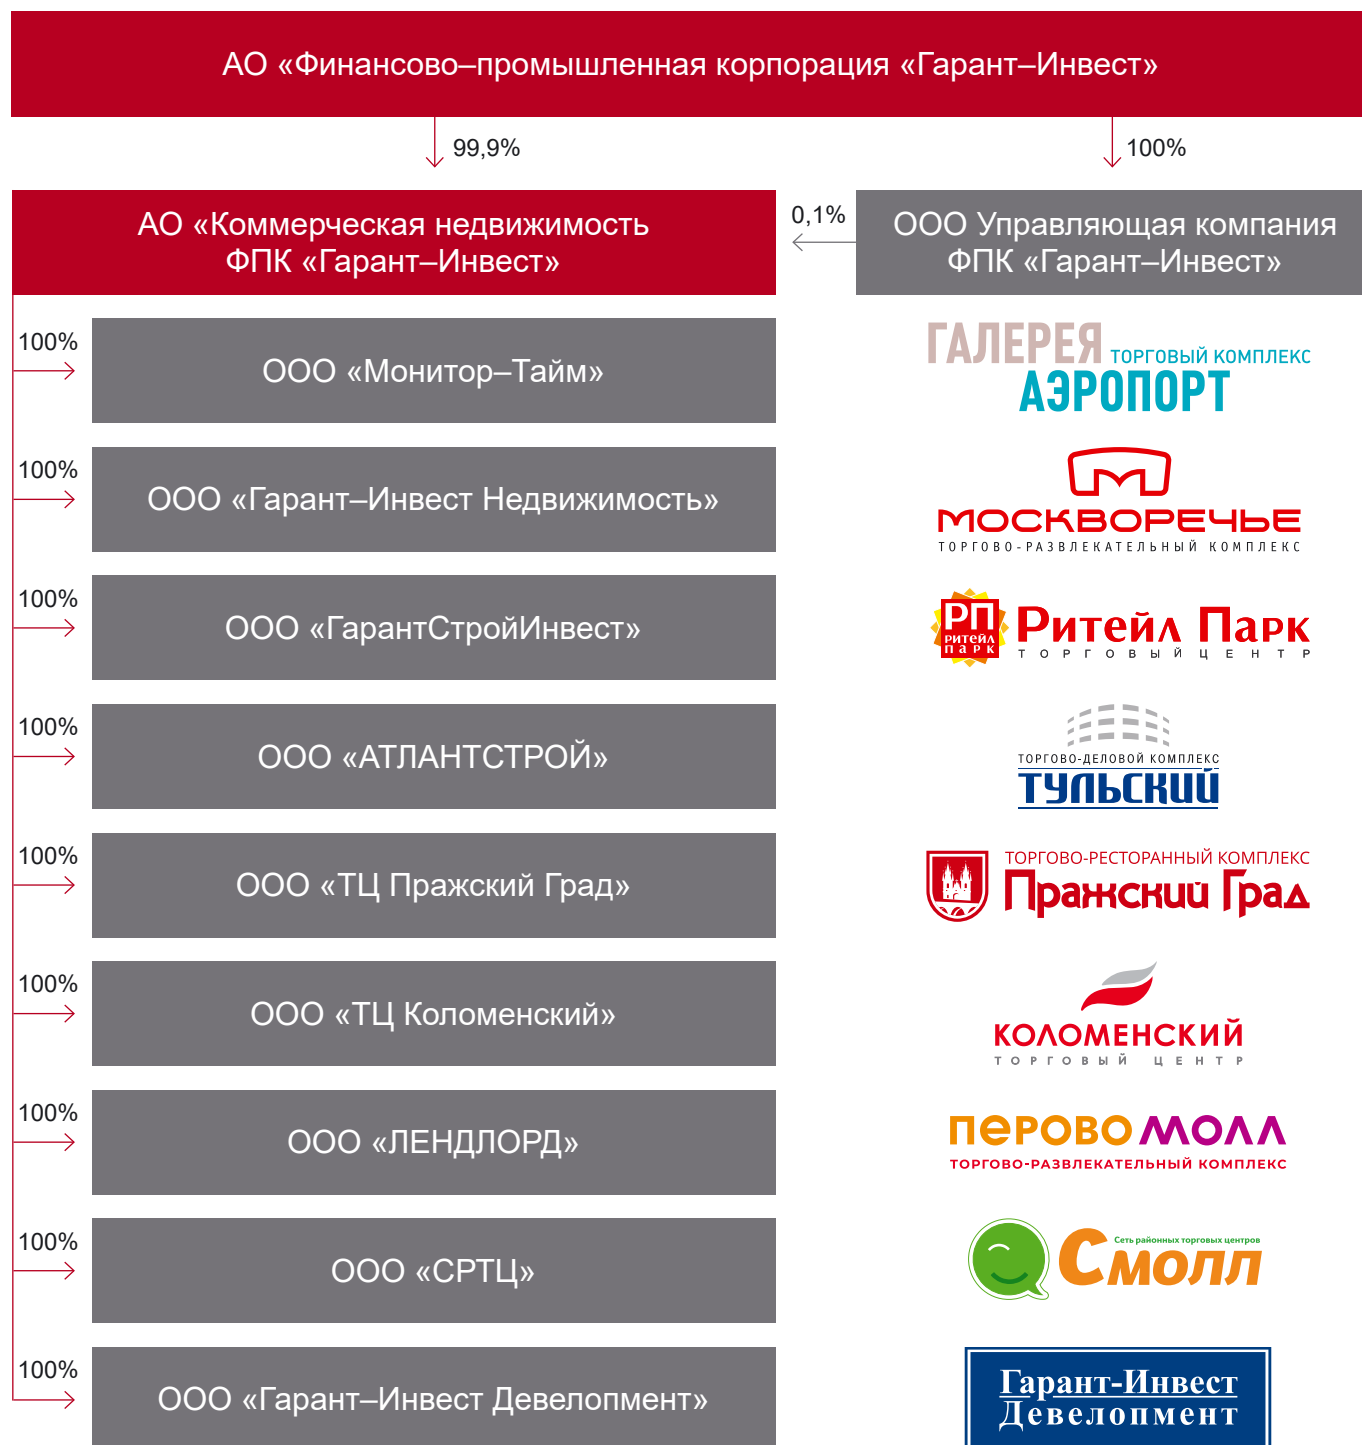 АО «Финансово–промышленная корпорация «Гарант–Инвест»
99,9%
100%
АО «Коммерческая недвижимость
ФПК «Гарант–Инвест»
0,1%
ООО Управляющая компания
ФПК «Гарант–Инвест»
100%
ООО «Монитор–Тайм»
ГАЛЕРЕЯ
ТОРГОВЫЙ КОМПЛЕКС
АЭРОПОРТ
100%
ООО «Гарант–Инвест Недвижимость»
МОСКВОРЕЧЬЕ
ТОРГОВО-РАЗВЛЕКАТЕЛЬНЫЙ КОМПЛЕКС
100%
ООО «ГарантСтройИнвест»
РП
РИТЕЙЛ
ПАРК
РИТЕЙЛ ПАРК
ТОРГОВЫЙ ЦЕНТР
100%
ООО «АТЛАНТСТРОЙ»
ТОРГОВО-ДЕЛОВОЙ КОМПЛЕКС
ТУЛЬСКИЙ
100%
ООО «ТЦ Пражский Град»
ТОРГОВО-РЕСТОРАННЫЙ КОМПЛЕКС
Пражский Град
100%
ООО «ТЦ Коломенский»
КОЛОМЕНСКИЙ
ТОРГОВЫЙ ЦЕНТР
100%
ООО «ЛЕНДЛОРД»
ПЕРОВО МОЛЛ
ТОРГОВО-РАЗВЛЕКАТЕЛЬНЫЙ КОМПЛЕКС
100%
ООО «СРТЦ»
Сеть районных торговых центров
Смолл
100%
ООО «Гарант–Инвест Девелопмент»
Гарант-Инвест
Девелопмент